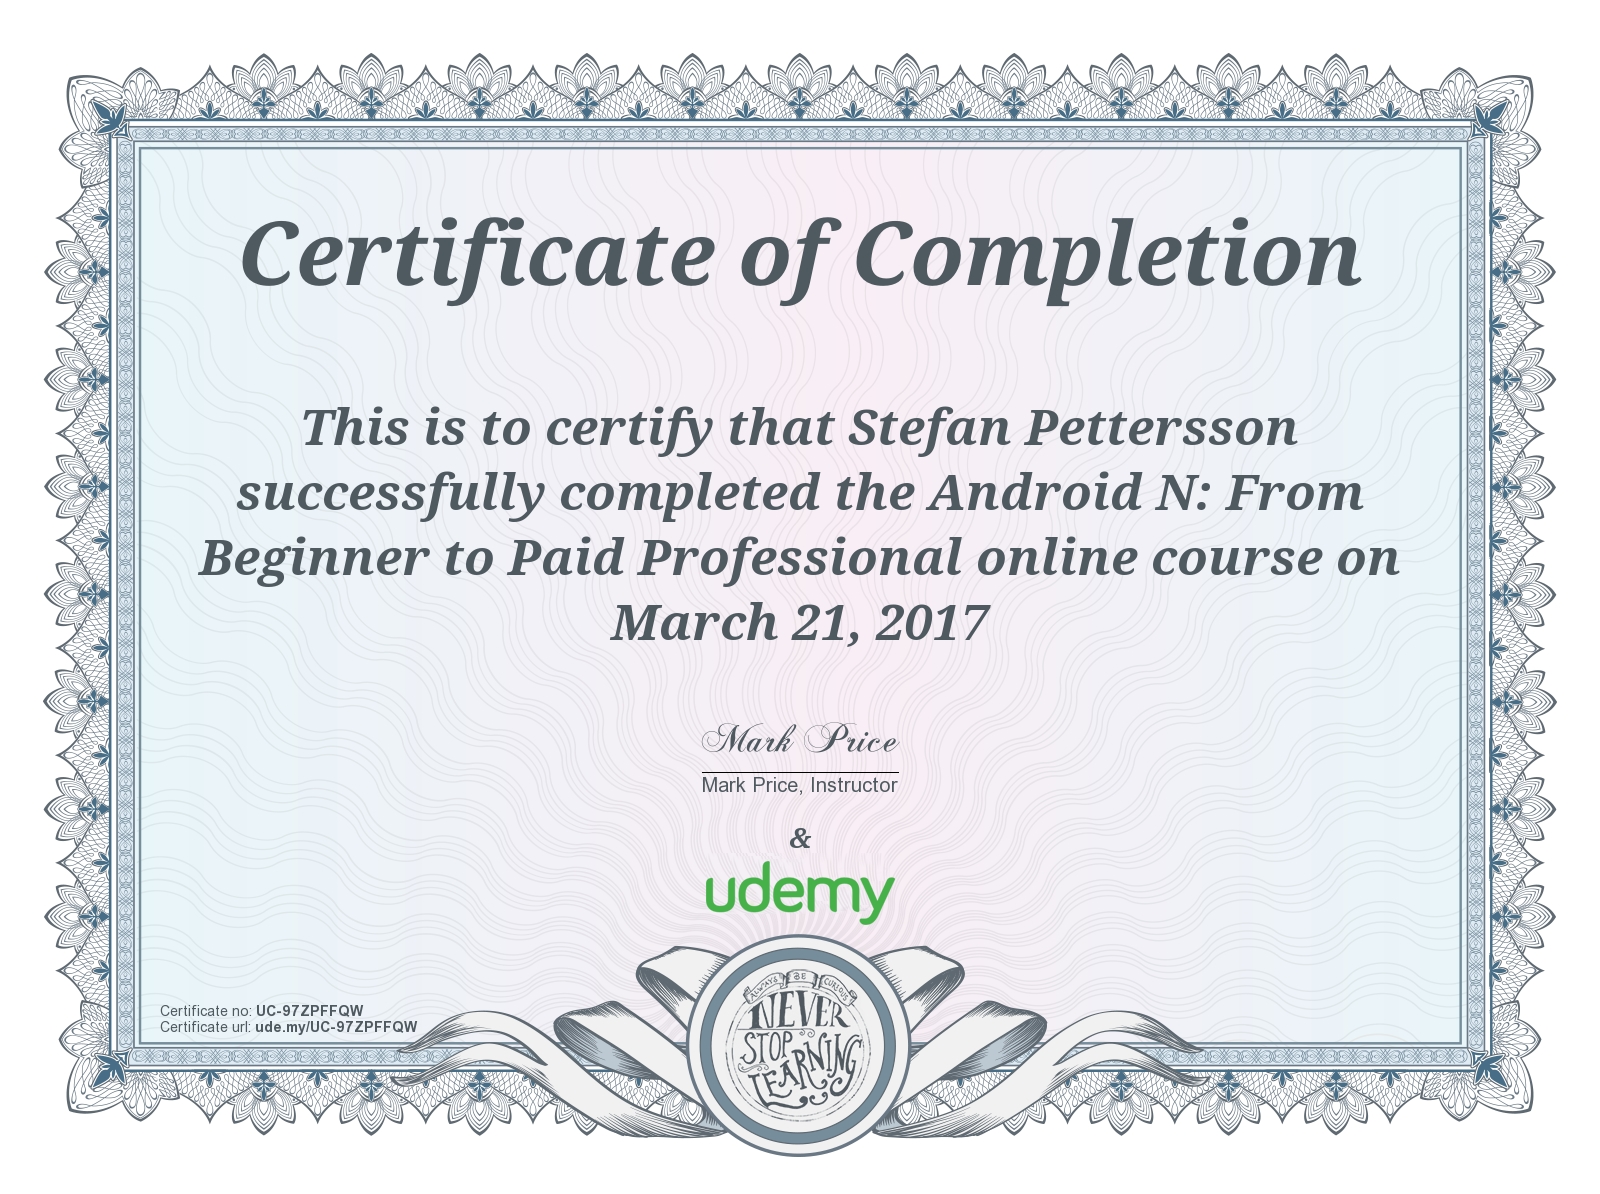 Certificate of Completion
This is to certify that Stefan Pettersson
successfully completed the Android N: From
Beginner to Paid Professional online course on
March 21, 2017
Mark Price
Mark Price, Instructor
&
udemy
Certificate no: UC-97ZPFFQW
Certificate url: ude.my/UC-97ZPFFQW
ALWAYS BE CURIOUS
NEVER
STOP
LEARNING